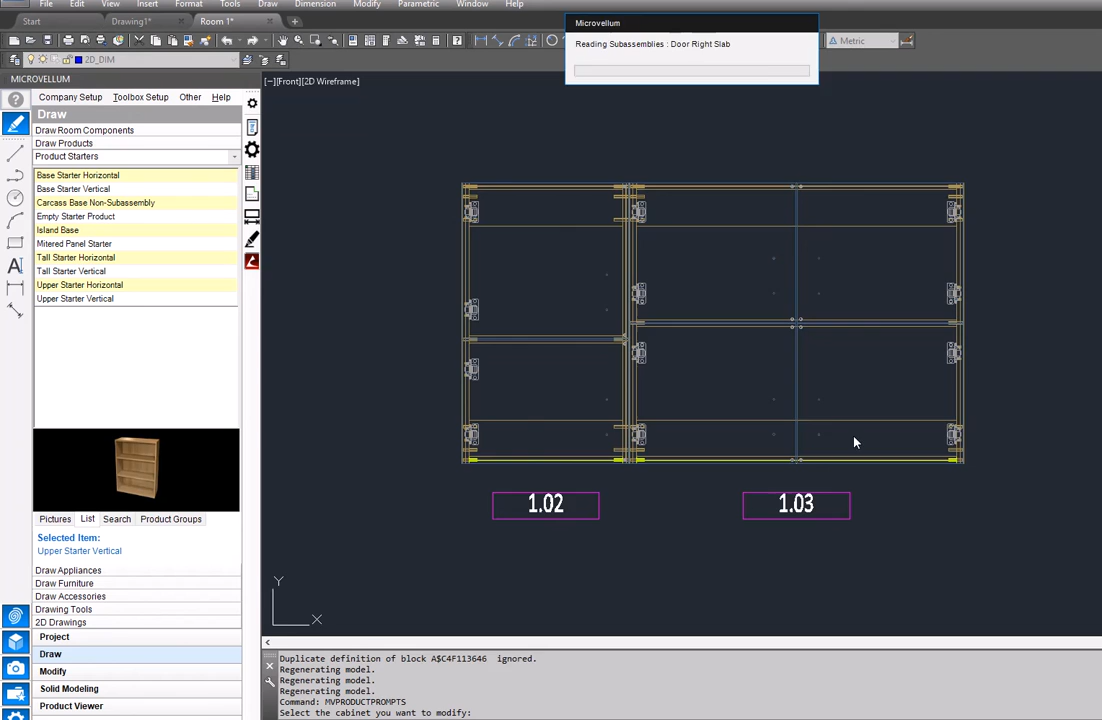 File Edit View Insert Format Tools Draw Dimension Modify Parametric Window Help
Start Drawing1* Room 1*
Microvellum
Reading Subassemblies : Door Right Slab
Metric
2D_DIM
MICROVELLUM
[−][Front][2D Wireframe]
Company Setup Toolbox Setup Other Help
Draw
Draw Room Components
Draw Products
Product Starters
Base Starter Horizontal
Base Starter Vertical
Carcass Base Non-Subassembly
Empty Starter Product
Island Base
Mitered Panel Starter
Tall Starter Horizontal
Tall Starter Vertical
Upper Starter Horizontal
Upper Starter Vertical
1.02 1.03
Pictures List Search Product Groups
Selected Item:
Upper Starter Vertical
Draw Appliances
Draw Furniture
Draw Accessories
Drawing Tools
2D Drawings
Project
Draw
Modify
Solid Modeling
Product Viewer
Y
X
Duplicate definition of block A$C4F113646 ignored.
Regenerating model.
Regenerating model.
Regenerating model.
Command: MVPRODUCTPROMPTS
Select the cabinet you want to modify: